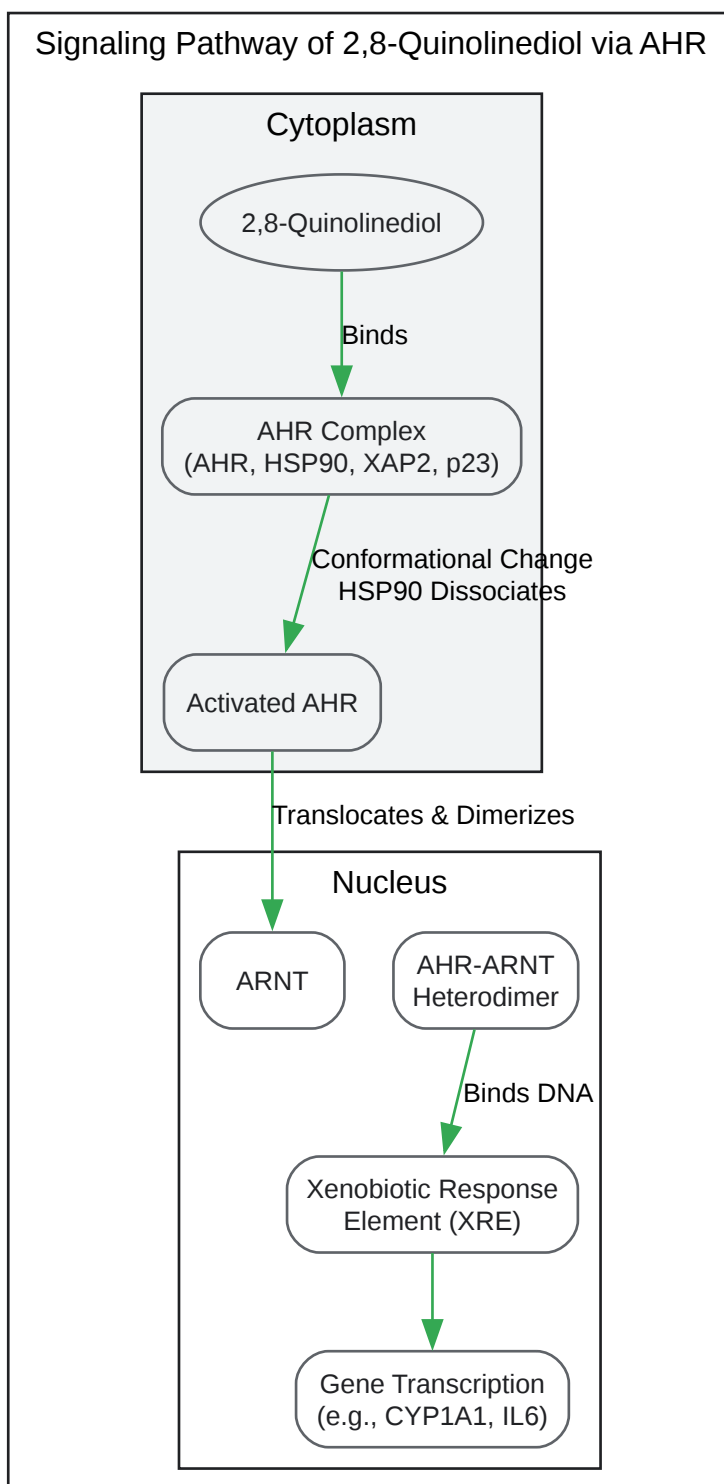 Signaling Pathway of 2,8-Quinolinediol via AHR
Cytoplasm
2,8-Quinolinediol
Binds
AHR Complex
(AHR, HSP90, XAP2, p23)
Conformational Change
HSP90 Dissociates
Activated AHR
Translocates & Dimerizes
Nucleus
ARNT
AHR-ARNT
Heterodimer
Binds DNA
Xenobiotic Response
Element (XRE)
Gene Transcription
(e.g., CYP1A1, IL6)